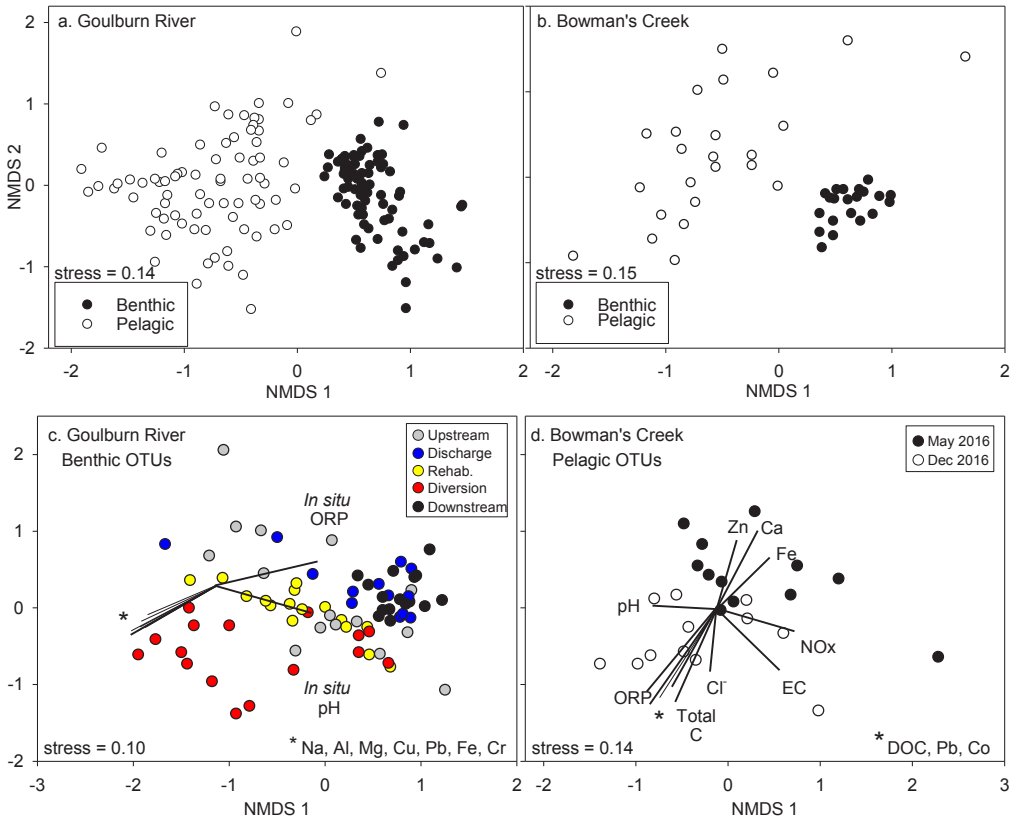 a. Goulburn River
b. Bowman's Creek
2
1
0
-1
-2
NMDS 2
stress = 0.14
Benthic
Pelagic
stress = 0.15
Benthic
Pelagic
-2 -1 0 1 2
NMDS 1
-2 -1 0 1 2
NMDS 1
c. Goulburn River
Benthic OTUs
Upstream
Discharge
Rehab.
Diversion
Downstream
2
1
0
-1
-2
In situ
ORP
*
In situ
pH
stress = 0.10
* Na, Al, Mg, Cu, Pb, Fe, Cr
-3 -2 -1 0 1 2
NMDS 1
d. Bowman's Creek
Pelagic OTUs
May 2016
Dec 2016
Zn
Ca
Fe
pH
NOx
EC
Cl-
ORP
*
Total
C
stress = 0.14
* DOC, Pb, Co
-2 -1 0 1 2 3
NMDS 1